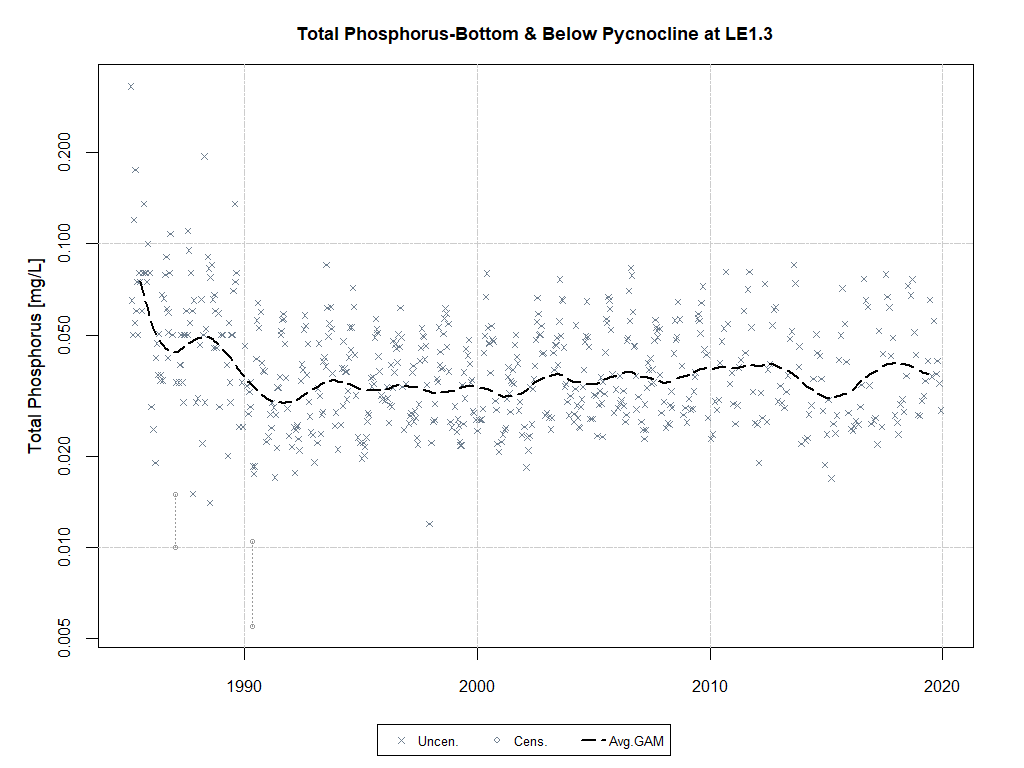 Total Phosphorus-Bottom & Below Pycnocline at LE1.3
Total Phosphorus [mg/L]
0.200
0.100
0.050
0.020
0.010
0.005
1990 2000 2010 2020
Uncen. Cens. Avg.GAM